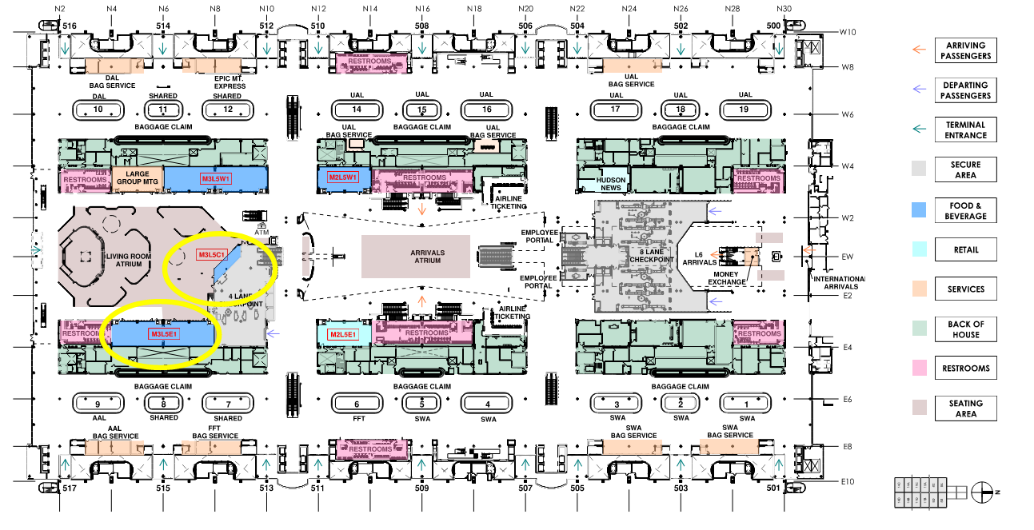 N2 N4 N6 N8 N10 N12 N14 N16 N18 N20 N22 N24 N26 N28 N30
516 514 512 510 508 506 504 502 500
W10
W8
W6
W4
W2
EW
E2
E4
E6
E8
E10
DAL
BAG SERVICE
EPIC MT.
EXPRESS
RESTROOMS
UAL
BAG SERVICE
DAL
10
SHARED
11
SHARED
12
UAL
14
UAL
15
UAL
16
UAL
17
UAL
18
UAL
19
BAGGAGE CLAIM
UAL
BAG SERVICE
BAGGAGE CLAIM
UAL
BAG SERVICE
BAGGAGE CLAIM
RESTROOMS
LARGE
GROUP MTG
M3L5W1
M2L5W1
RESTROOMS
AIRLINE
TICKETING
HUDSON
NEWS
RESTROOMS
ATM
LIVING ROOM
ATRIUM
M3L5C1
4 LANE
ARRIVALS
ATRIUM
EMPLOYEE
PORTAL
EMPLOYEE
PORTAL
8 LANE
CHECKPOINT
L6
ARRIVALS
MONEY
EXCHANGE
INTERNATIONAL
ARRIVALS
RESTROOMS
M3L5E1
M2L5E1
RESTROOMS
AIRLINE
TICKETING
RESTROOMS
BAGGAGE CLAIM
BAGGAGE CLAIM
BAGGAGE CLAIM
9
AAL
8
SHARED
7
SHARED
6
FFT
5
SWA
4
SWA
3
SWA
2
SWA
1
SWA
AAL
BAG SERVICE
FFT
BAG SERVICE
RESTROOMS
SWA
BAG SERVICE
SWA
BAG SERVICE
517 515 513 511 509 507 505 503 501
ARRIVING
PASSENGERS
DEPARTING
PASSENGERS
TERMINAL
ENTRANCE
SECURE
AREA
FOOD &
BEVERAGE
RETAIL
SERVICES
BACK OF
HOUSE
RESTROOMS
SEATING
AREA
N